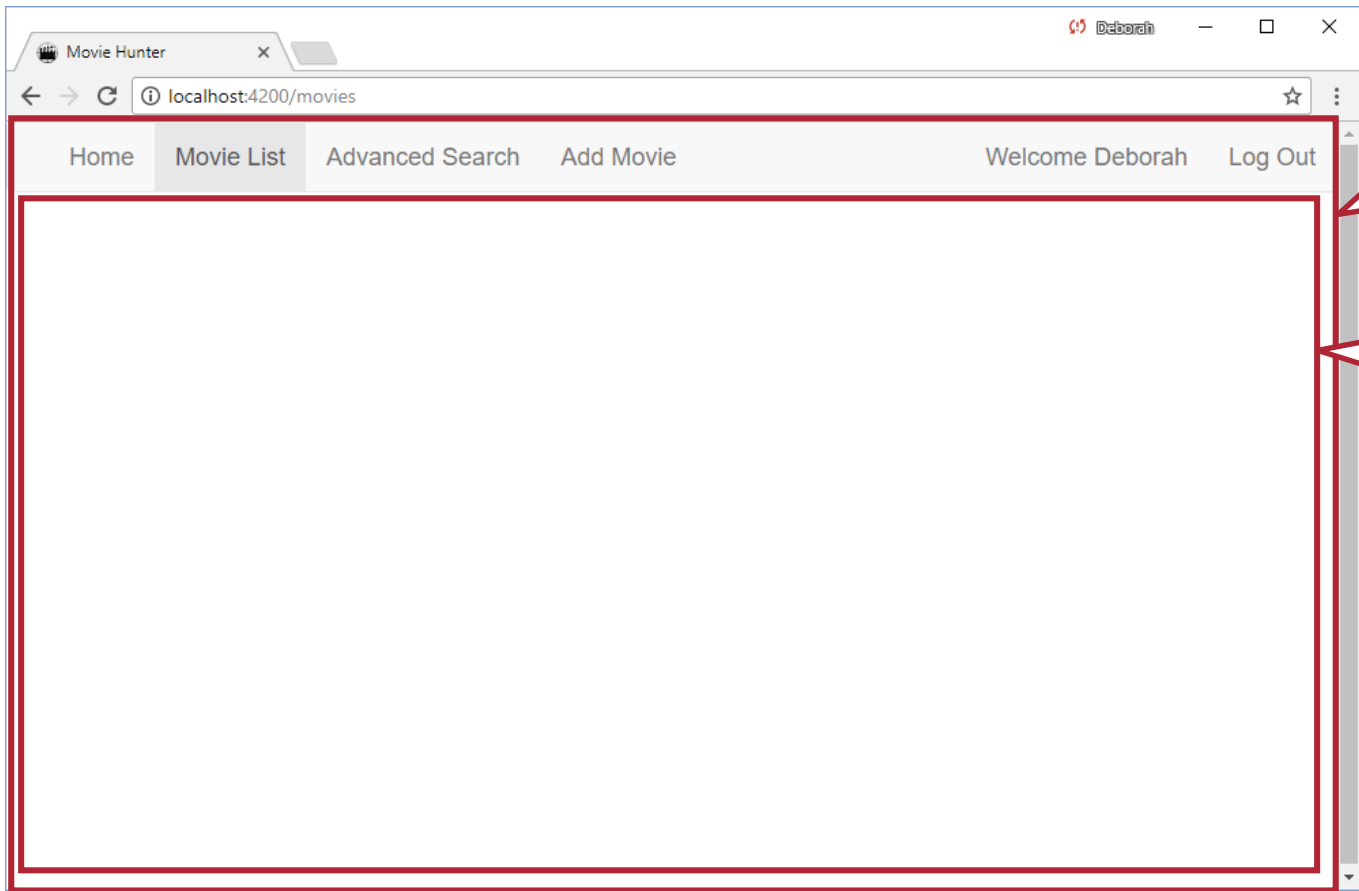 Deborah
Movie Hunter
localhost:4200/movies
Home Movie List Advanced Search Add Movie Welcome Deborah Log Out